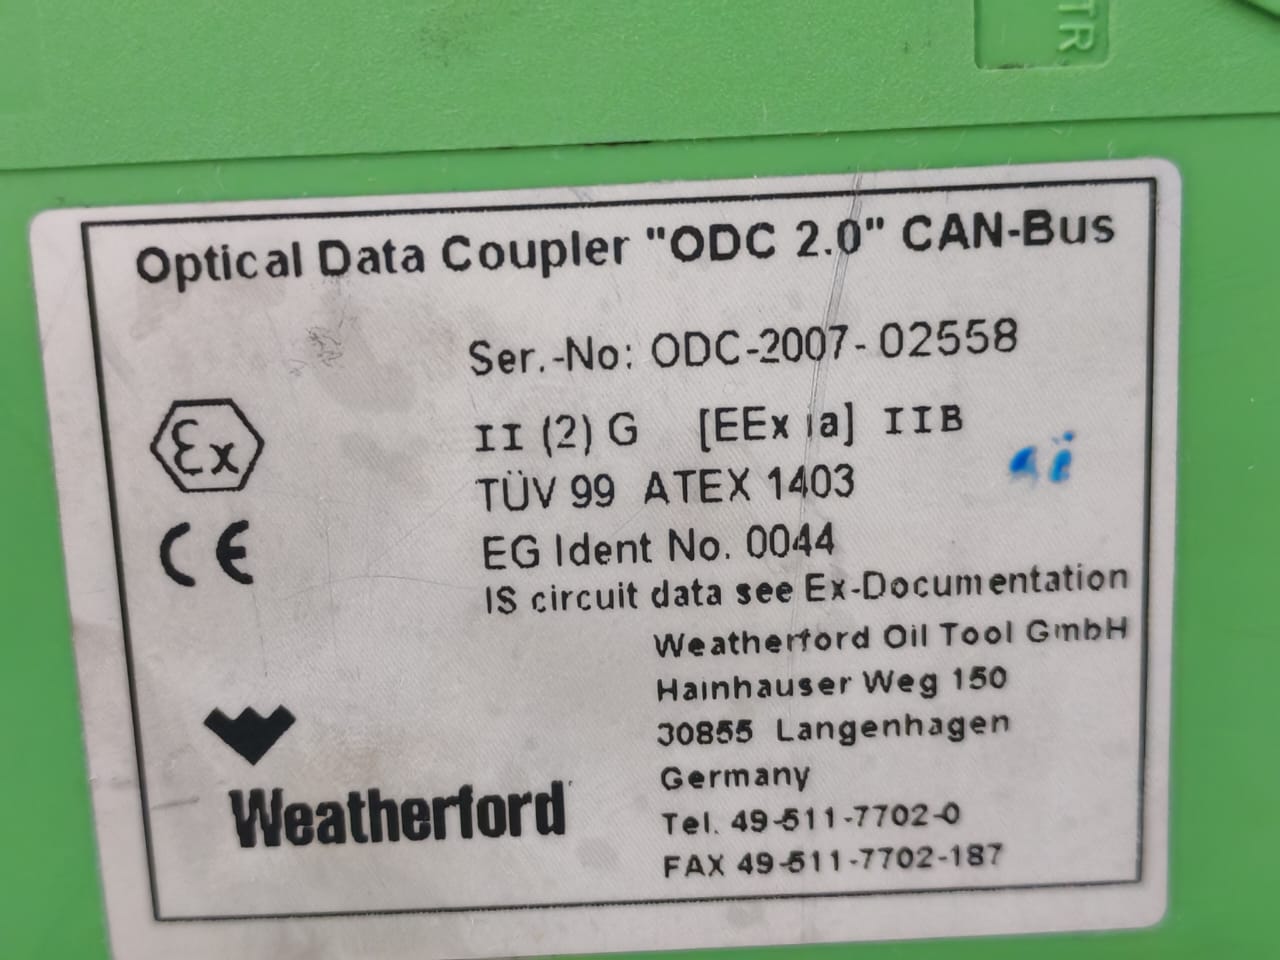 TR
Optical Data Coupler "ODC 2.0" CAN-Bus
Ser.-No: ODC-2007-02558
Ex
II (2) G [EEx ia] IIB
TÜV 99 ATEX 1403
CE
EG Ident No. 0044
IS circuit data see Ex-Documentation
Weatherford Oil Tool GmbH
Hainhauser Weg 150
30855 Langenhagen
Germany
Tel. 49-511-7702-0
FAX 49-511-7702-187
Weatherford